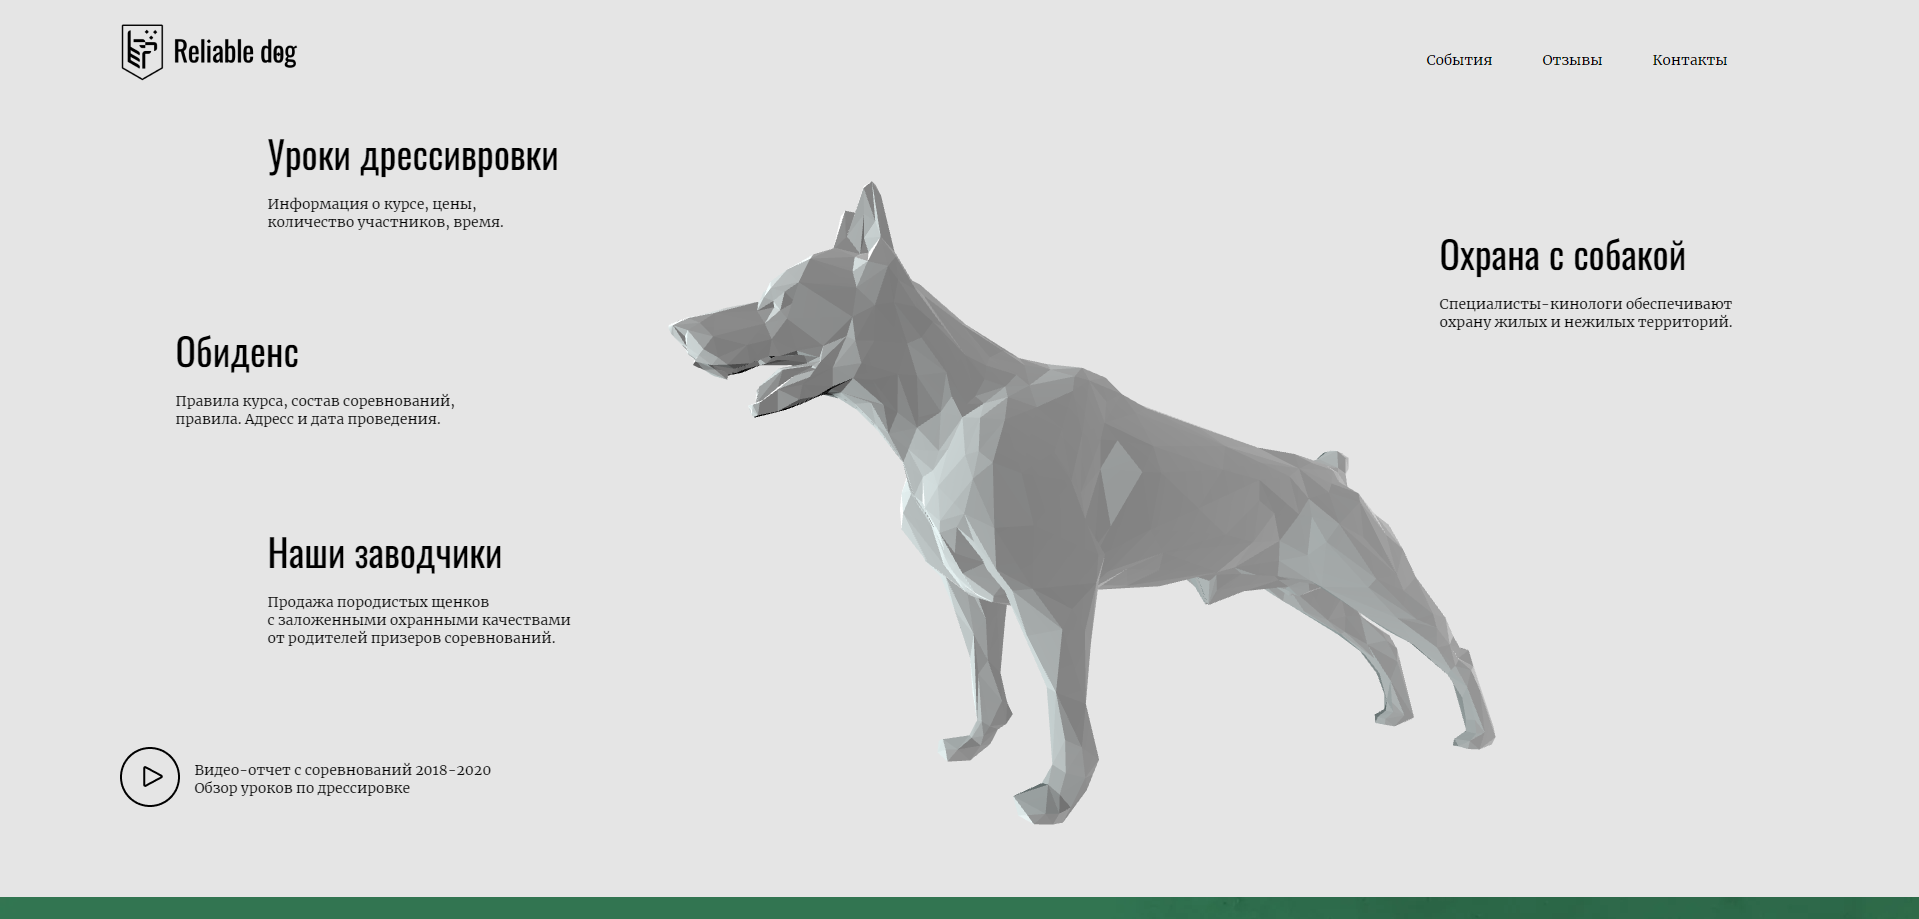 Reliable dog
События
Отзывы
Контакты
Уроки дрессивровки
Информация о курсе, цены,
количество участников, время.
Охрана с собакой
Специалисты-кинологи обеспечивают
охрану жилых и нежилых территорий.
Обиденс
Правила курса, состав соревнований,
правила. Адресс и дата проведения.
Наши заводчики
Продажа породистых щенков
с заложенными охранными качествами
от родителей призеров соревнований.
Видео-отчет с соревнований 2018-2020
Обзор уроков по дрессировке